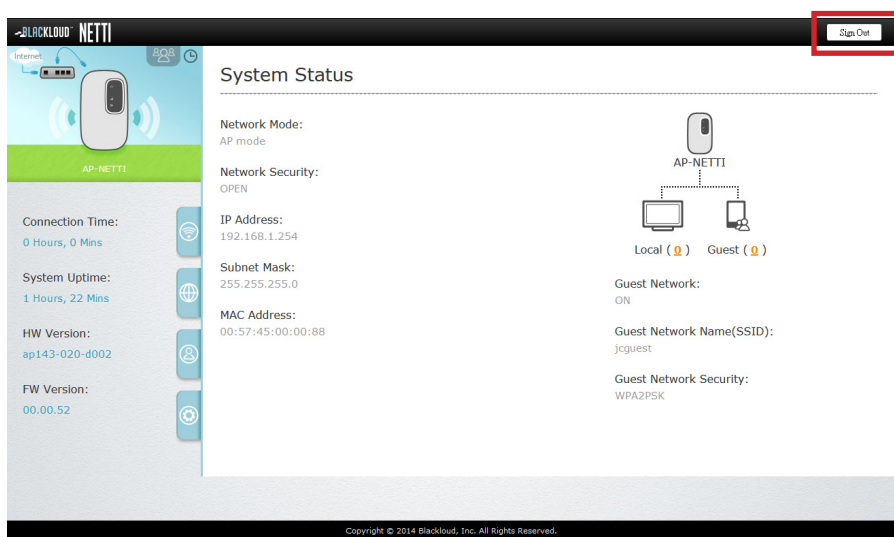 BLACKLOUD NETTI
Sign Out
Internet
AP-NETTI
Connection Time:
0 Hours, 0 Mins
System Uptime:
1 Hours, 22 Mins
HW Version:
ap143-020-d002
FW Version:
00.00.52
System Status
Network Mode:
AP mode
Network Security:
OPEN
IP Address:
192.168.1.254
Subnet Mask:
255.255.255.0
MAC Address:
00:57:45:00:00:88
AP-NETTI
Local ( 0 ) Guest ( 0 )
Guest Network:
ON
Guest Network Name(SSID):
jcguest
Guest Network Security:
WPA2PSK
Copyright © 2014 Blackloud, Inc. All Rights Reserved.